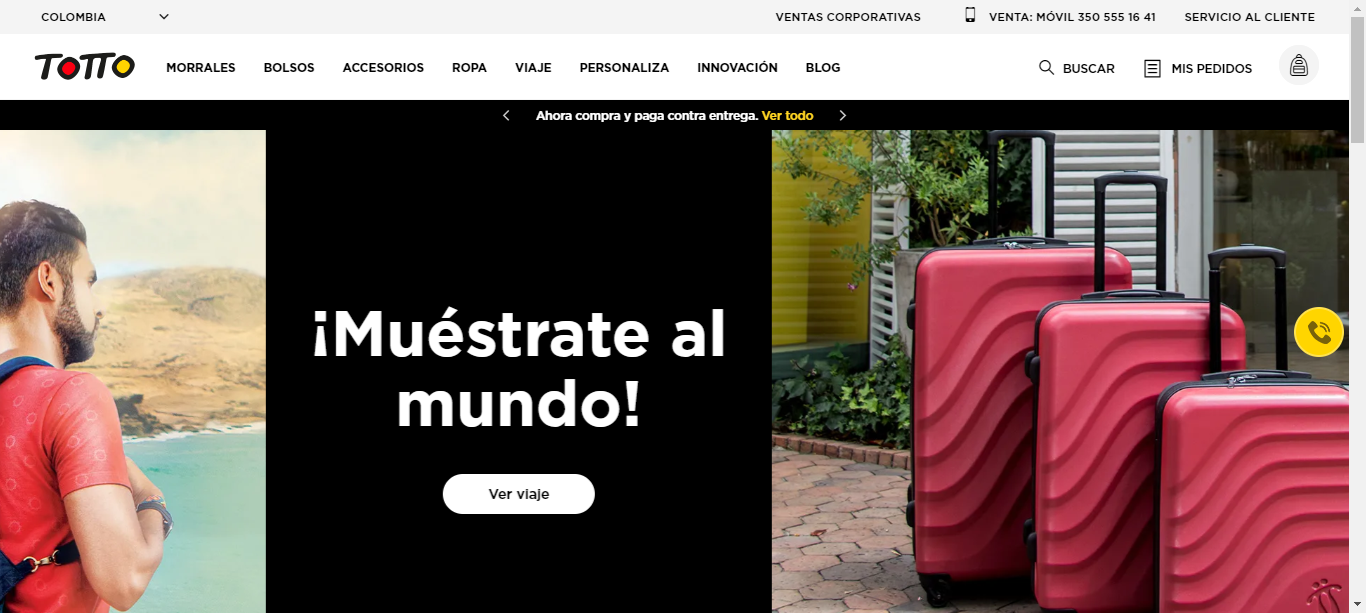 COLOMBIA
VENTAS CORPORATIVAS
VENTA: MÓVIL 350 555 16 41
SERVICIO AL CLIENTE
TOTTO
MORRALES
BOLSOS
ACCESORIOS
ROPA
VIAJE
PERSONALIZA
INNOVACIÓN
BLOG
BUSCAR
MIS PEDIDOS
Ahora compra y paga contra entrega. Ver todo
¡Muéstrate al
mundo!
Ver viaje